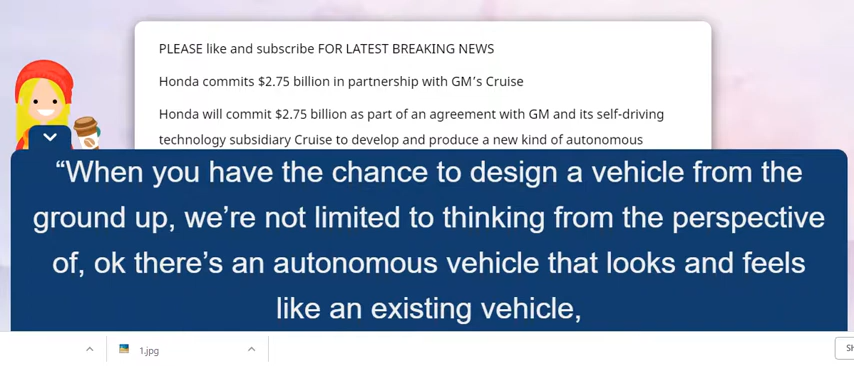 PLEASE like and subscribe FOR LATEST BREAKING NEWS
Honda commits $2.75 billion in partnership with GM’s Cruise
Honda will commit $2.75 billion as part of an agreement with GM and its self-driving
technology subsidiary Cruise to develop and produce a new kind of autonomous
“When you have the chance to design a vehicle from the
ground up, we’re not limited to thinking from the perspective
of, ok there’s an autonomous vehicle that looks and feels
like an existing vehicle,
1.jpg